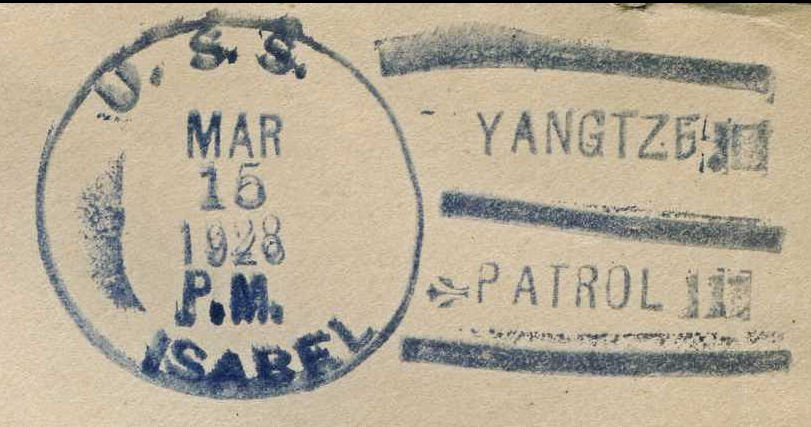 U.S.S.
MAR
15
1928
P.M.
ISABEL
YANGTZE
PATROL